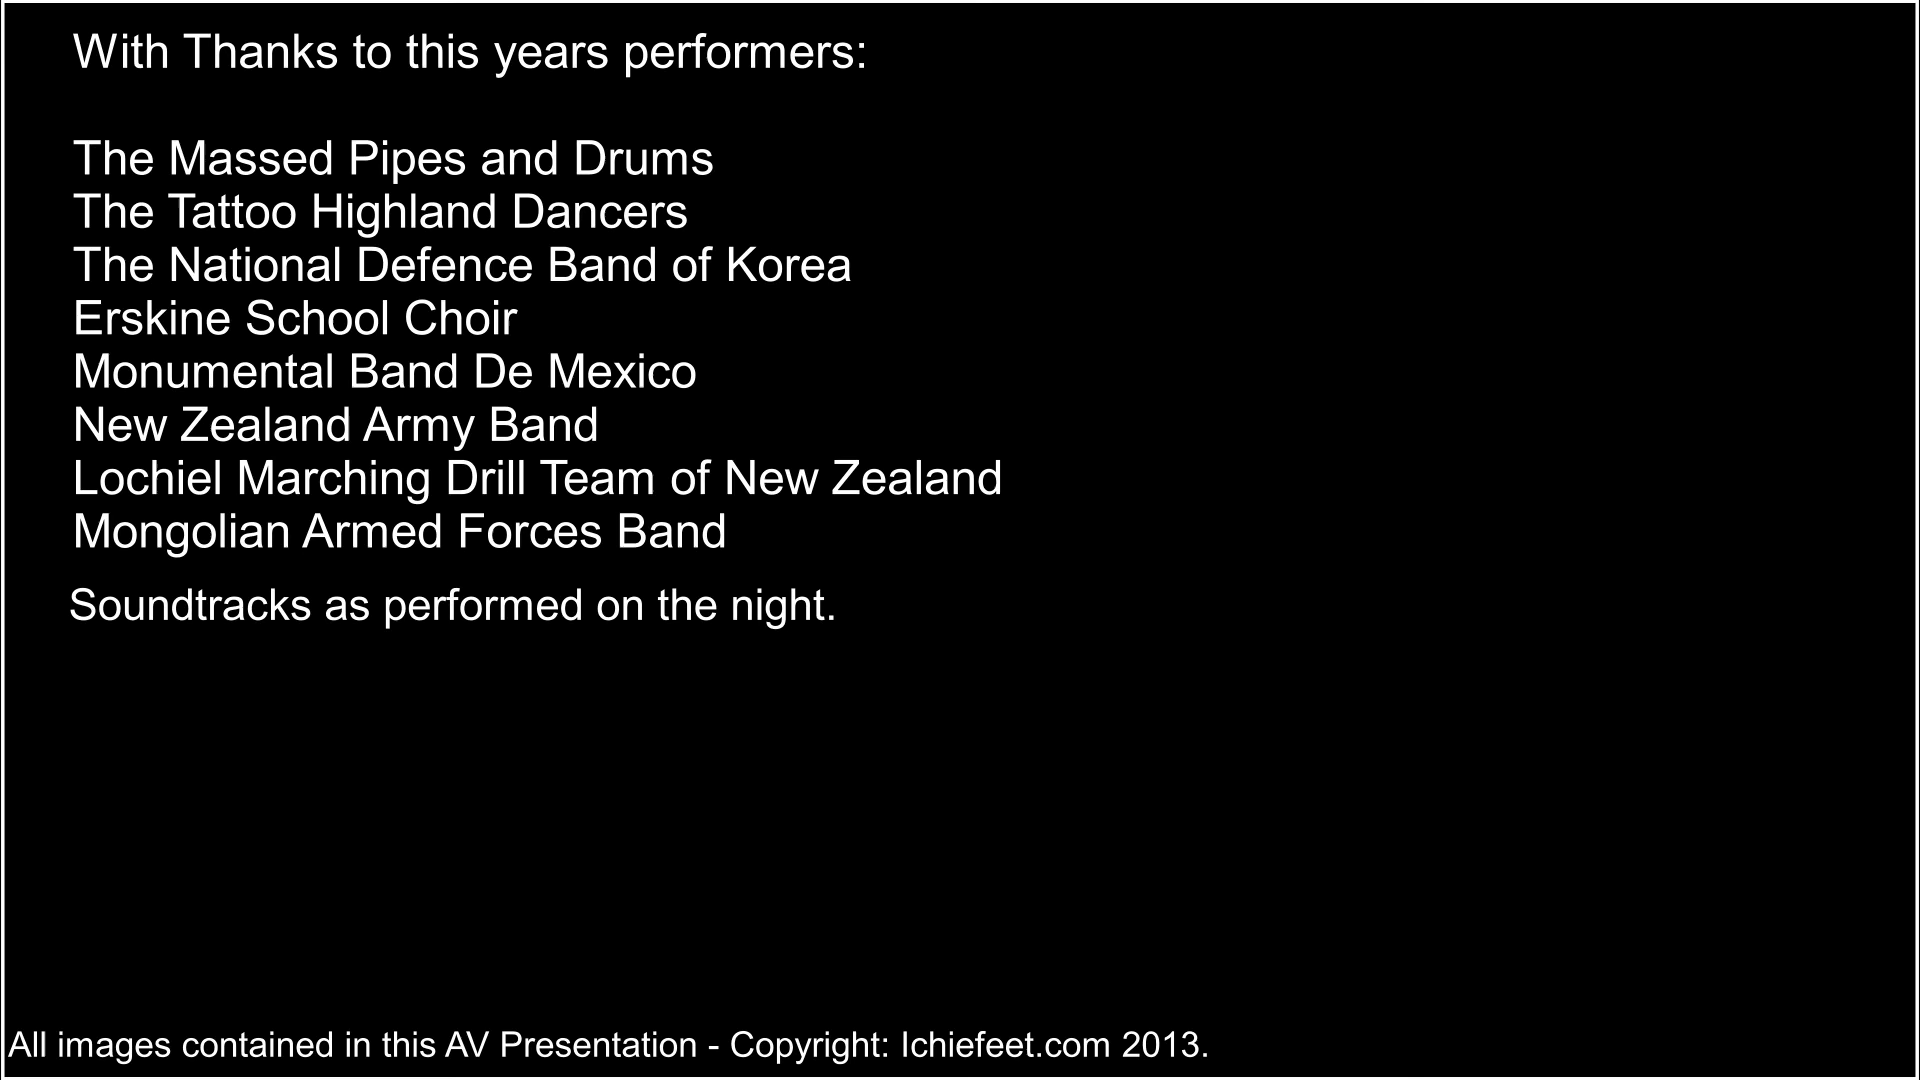 With Thanks to this years performers:
The Massed Pipes and Drums
The Tattoo Highland Dancers
The National Defence Band of Korea
Erskine School Choir
Monumental Band De Mexico
New Zealand Army Band
Lochiel Marching Drill Team of New Zealand
Mongolian Armed Forces Band
Soundtracks as performed on the night.
All images contained in this AV Presentation - Copyright: Ichiefeet.com 2013.